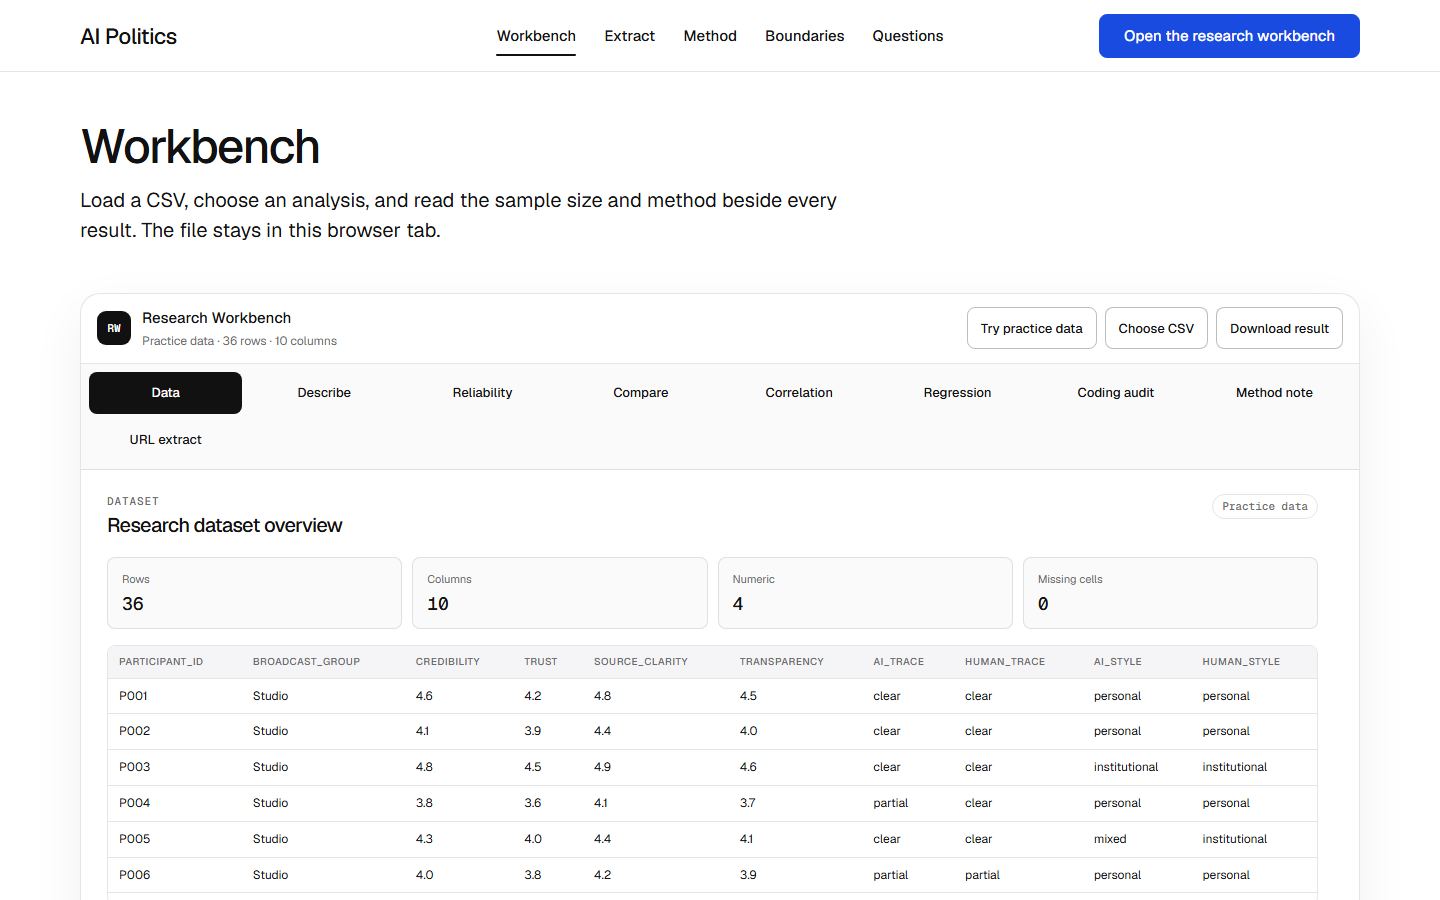 AI Politics
Workbench Extract Method Boundaries Questions
Open the research workbench
Workbench
Load a CSV, choose an analysis, and read the sample size and method beside every
result. The file stays in this browser tab.
RW
Research Workbench
Practice data · 36 rows · 10 columns
Try practice data Choose CSV Download result
Data Describe Reliability Compare Correlation Regression Coding audit Method note
URL extract
DATASET
Research dataset overview
Practice data
Rows Columns Numeric Missing cells
36 10 4 0
PARTICIPANT_ID BROADCAST_GROUP CREDIBILITY TRUST SOURCE_CLARITY TRANSPARENCY AI_TRACE HUMAN_TRACE AI_STYLE HUMAN_STYLE
P001 Studio 4.6 4.2 4.8 4.5 clear clear personal personal
P002 Studio 4.1 3.9 4.4 4.0 clear clear personal personal
P003 Studio 4.8 4.5 4.9 4.6 clear clear institutional institutional
P004 Studio 3.8 3.6 4.1 3.7 partial clear personal personal
P005 Studio 4.3 4.0 4.4 4.1 clear clear mixed institutional
P006 Studio 4.0 3.8 4.2 3.9 partial partial personal personal